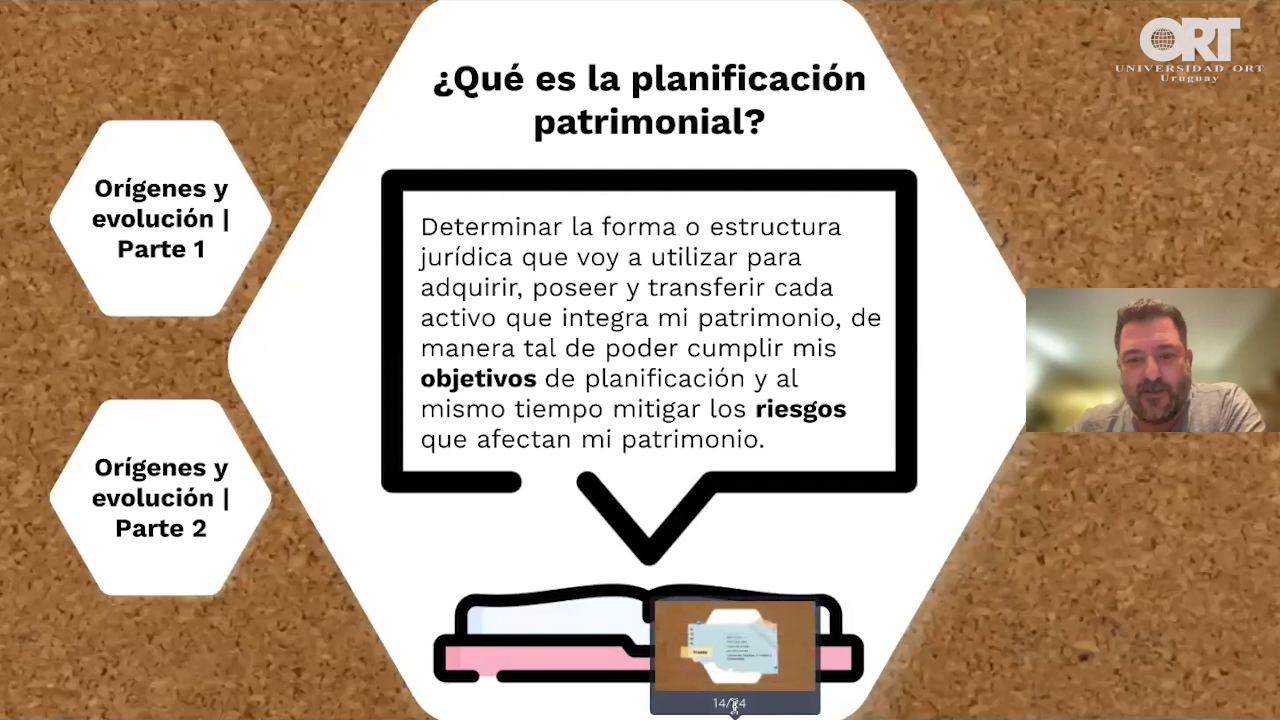 ORT
UNIVERSIDAD ORT
Uruguay
¿Qué es la planificación
patrimonial?
Orígenes y
evolución |
Parte 1
Determinar la forma o estructura
jurídica que voy a utilizar para
adquirir, poseer y transferir cada
activo que integra mi patrimonio, de
manera tal de poder cumplir mis
objetivos de planificación y al
mismo tiempo mitigar los riesgos
que afectan mi patrimonio.
Orígenes y
evolución |
Parte 2